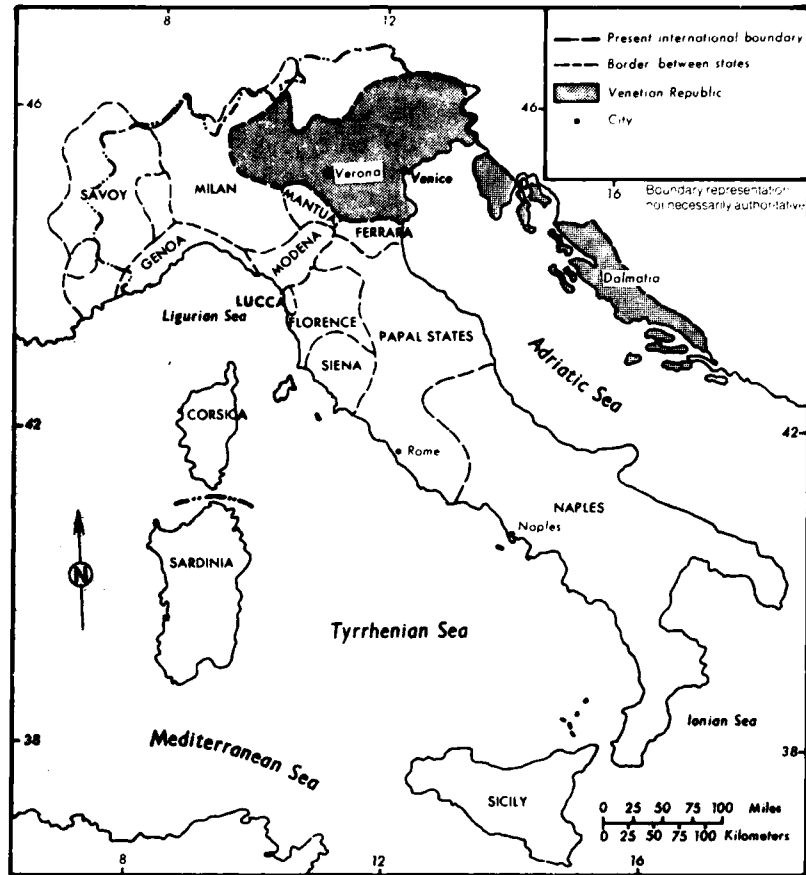 8
12
Present international boundary
Border between states
Venetian Republic
City
46
46
16
Boundary representation
not necessarily authoritative
SAVOY
MILAN
Verona
Venice
MANTUA
FERRARA
GENOA
MODENA
Dalmatia
LUCCA
Ligurian Sea
FLORENCE
PAPAL STATES
SIENA
Adriatic Sea
CORSICA
42
42
Rome
NAPLES
Naples
N
SARDINIA
Tyrrhenian Sea
Ionian Sea
38
38
Mediterranean Sea
SICILY
0 25 50 75 100 Miles
0 25 50 75 100 Kilometers
8
12
16